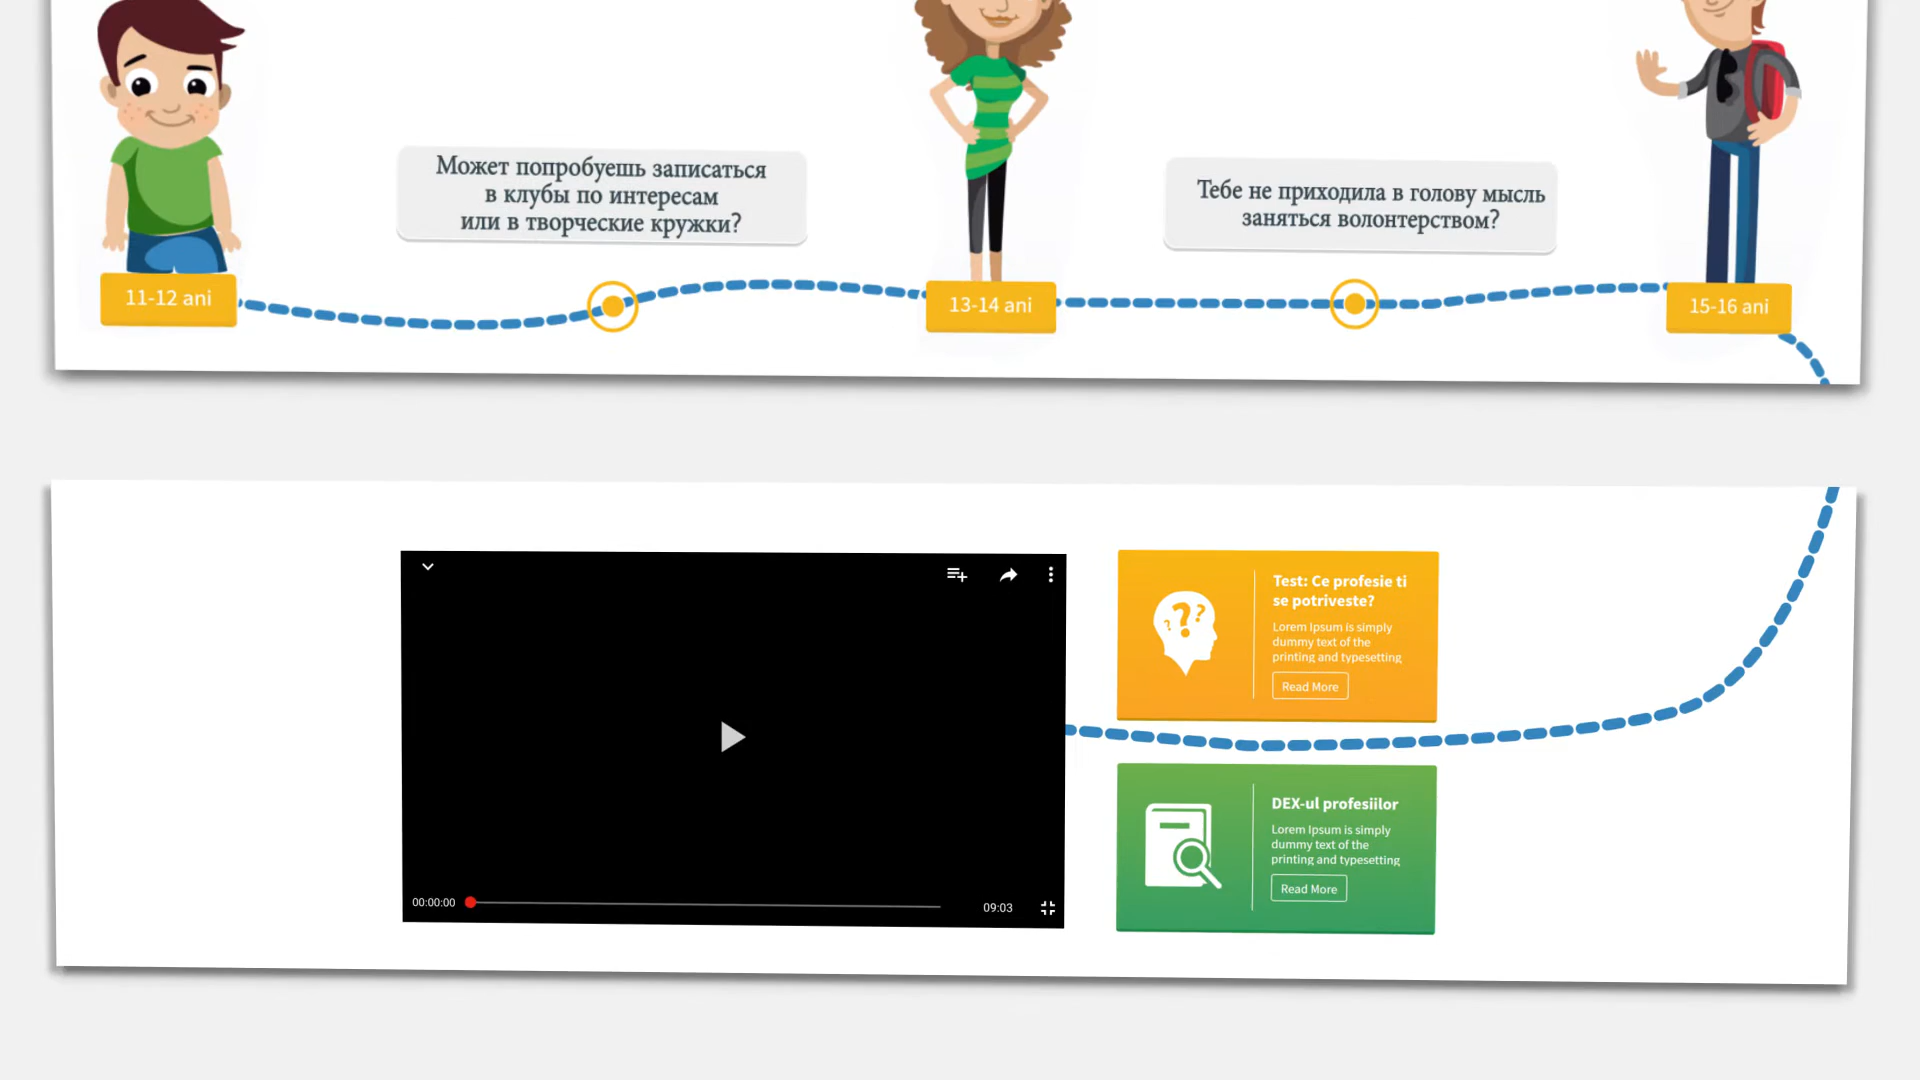 Может попробуешь записаться
в клубы по интересам
или в творческие кружки?
Тебе не приходила в голову мысль
заняться волонтерством?
11-12 ani
13-14 ani
15-16 ani
Test: Ce profesie ti
se potriveste?
Lorem Ipsum is simply
dummy text of the
printing and typesetting
Read More
DEX-ul profesiilor
Lorem Ipsum is simply
dummy text of the
printing and typesetting
Read More
00:00:00
09:03